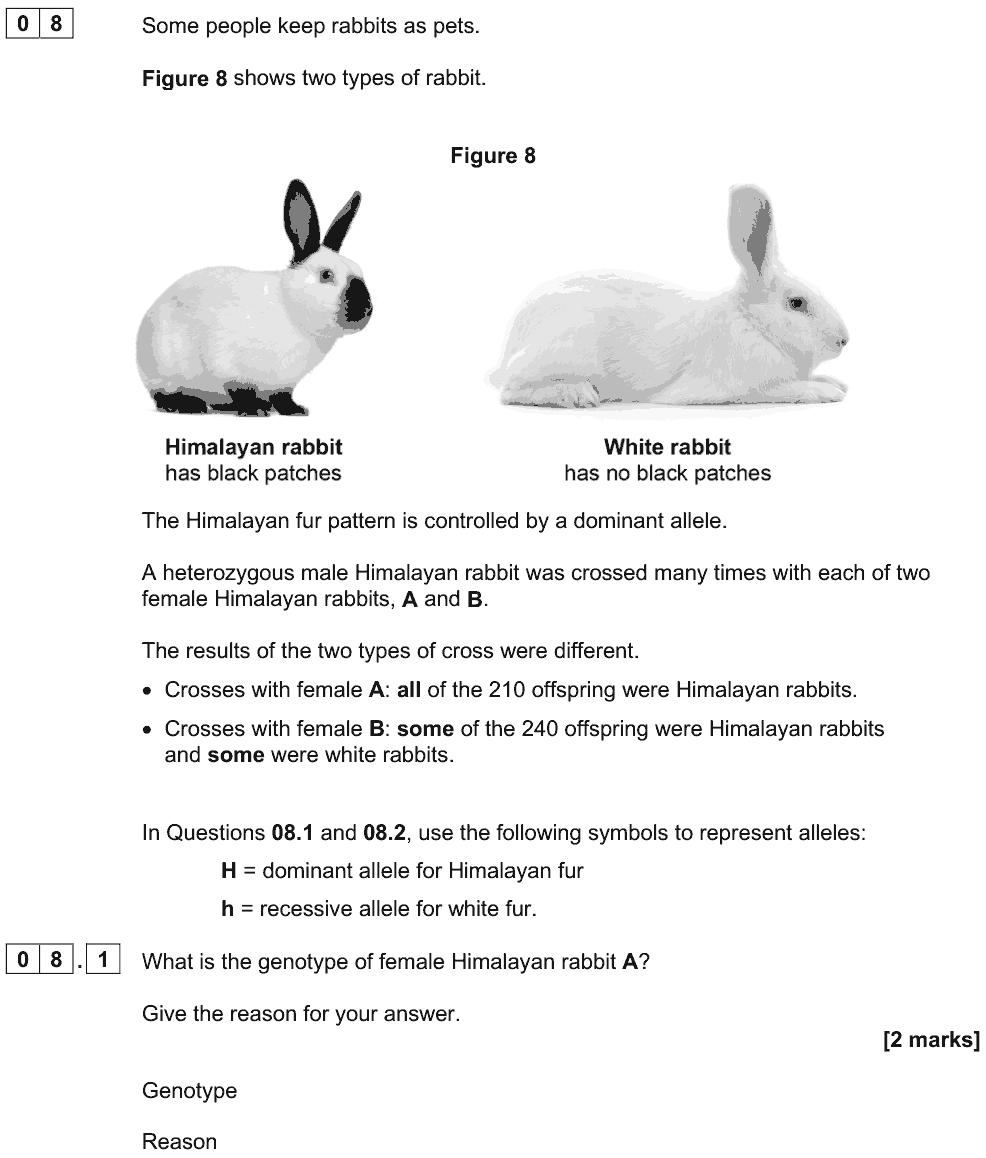 0 8 Some people keep rabbits as pets.
Figure 8 shows two types of rabbit.
Figure 8
Himalayan rabbit
has black patches
White rabbit
has no black patches
The Himalayan fur pattern is controlled by a dominant allele.
A heterozygous male Himalayan rabbit was crossed many times with each of two
female Himalayan rabbits, A and B.
The results of the two types of cross were different.
• Crosses with female A: all of the 210 offspring were Himalayan rabbits.
• Crosses with female B: some of the 240 offspring were Himalayan rabbits
and some were white rabbits.
In Questions 08.1 and 08.2, use the following symbols to represent alleles:
H = dominant allele for Himalayan fur
h = recessive allele for white fur.
0 8 . 1 What is the genotype of female Himalayan rabbit A?
Give the reason for your answer.
[2 marks]
Genotype
Reason